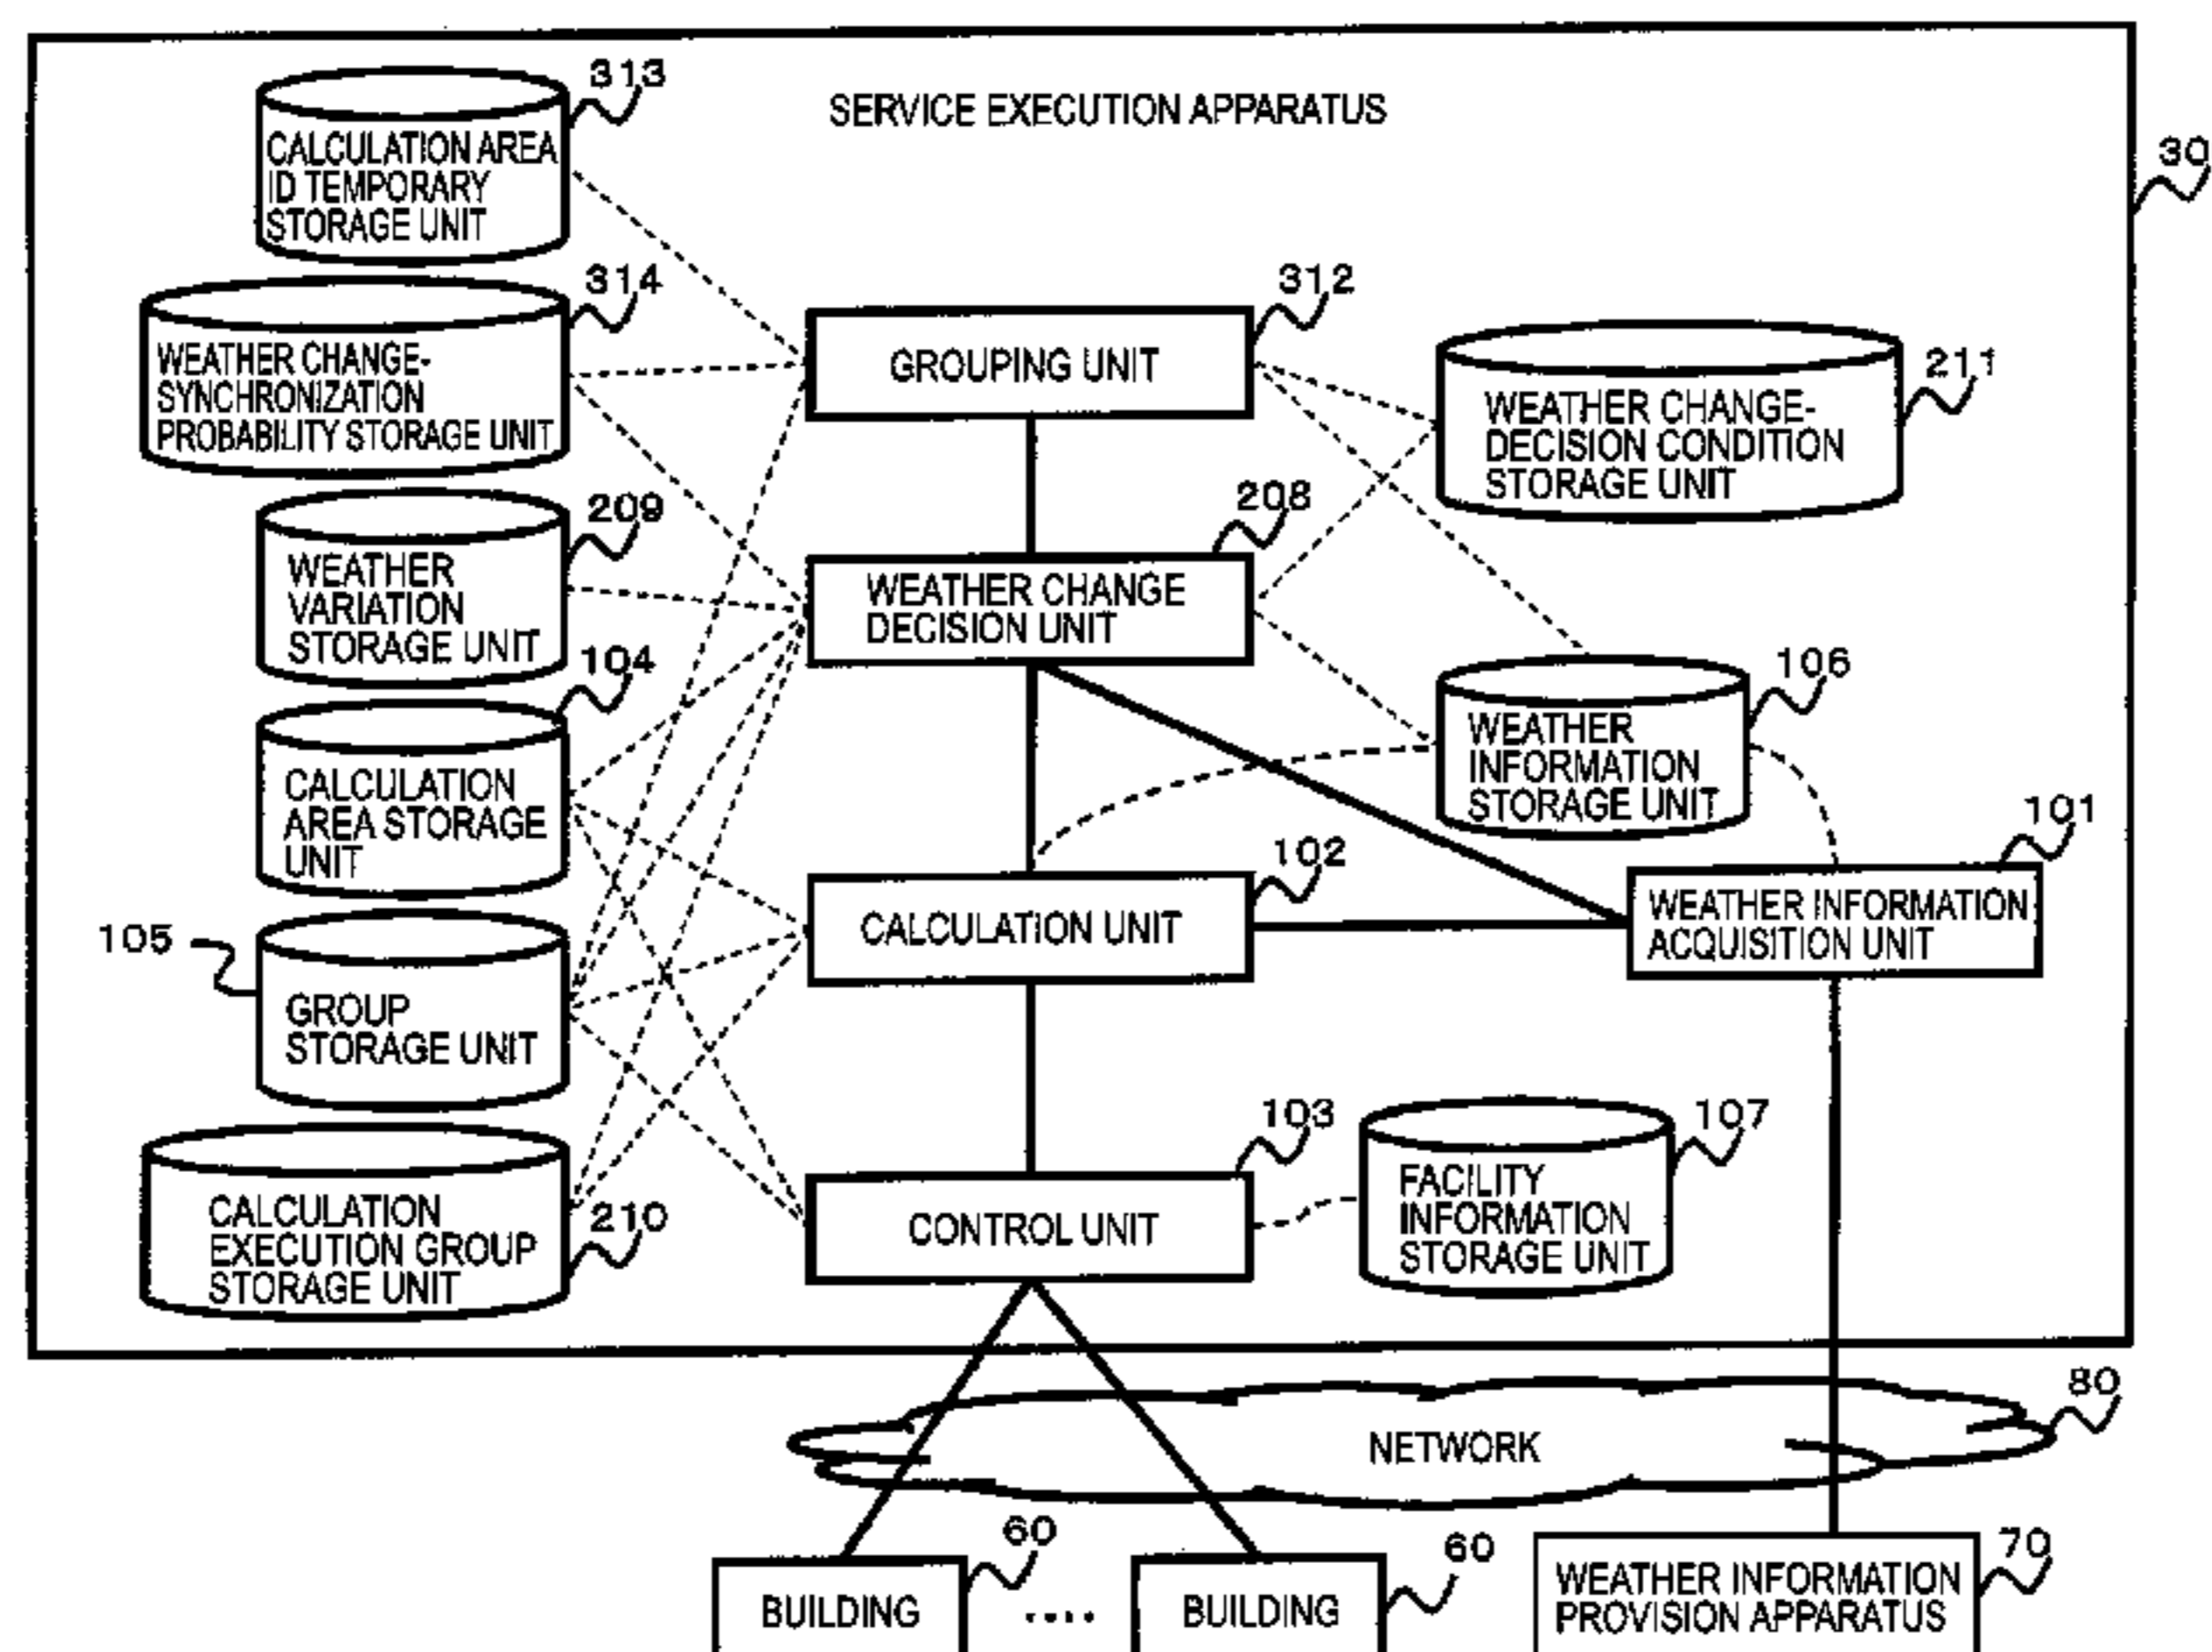 313
SERVICE EXECUTION APPARATUS
CALCULATION AREA
ID TEMPORARY
STORAGE UNIT
30
314
WEATHER CHANGE-
SYNCHRONIZATION
PROBABILITY STORAGE UNIT
312
GROUPING UNIT
211
WEATHER CHANGE-
DECISION CONDITION
STORAGE UNIT
209
WEATHER
VARIATION
STORAGE UNIT
208
WEATHER CHANGE
DECISION UNIT
104
CALCULATION
AREA STORAGE
UNIT
106
WEATHER
INFORMATION
STORAGE UNIT
102
CALCULATION UNIT
101
WEATHER INFORMATION
ACQUISITION UNIT
105
GROUP
STORAGE UNIT
103
CONTROL UNIT
107
FACILITY
INFORMATION
STORAGE UNIT
CALCULATION
EXECUTION GROUP
STORAGE UNIT
210
80
NETWORK
60
BUILDING
....
60
BUILDING
70
WEATHER INFORMATION
PROVISION APPARATUS